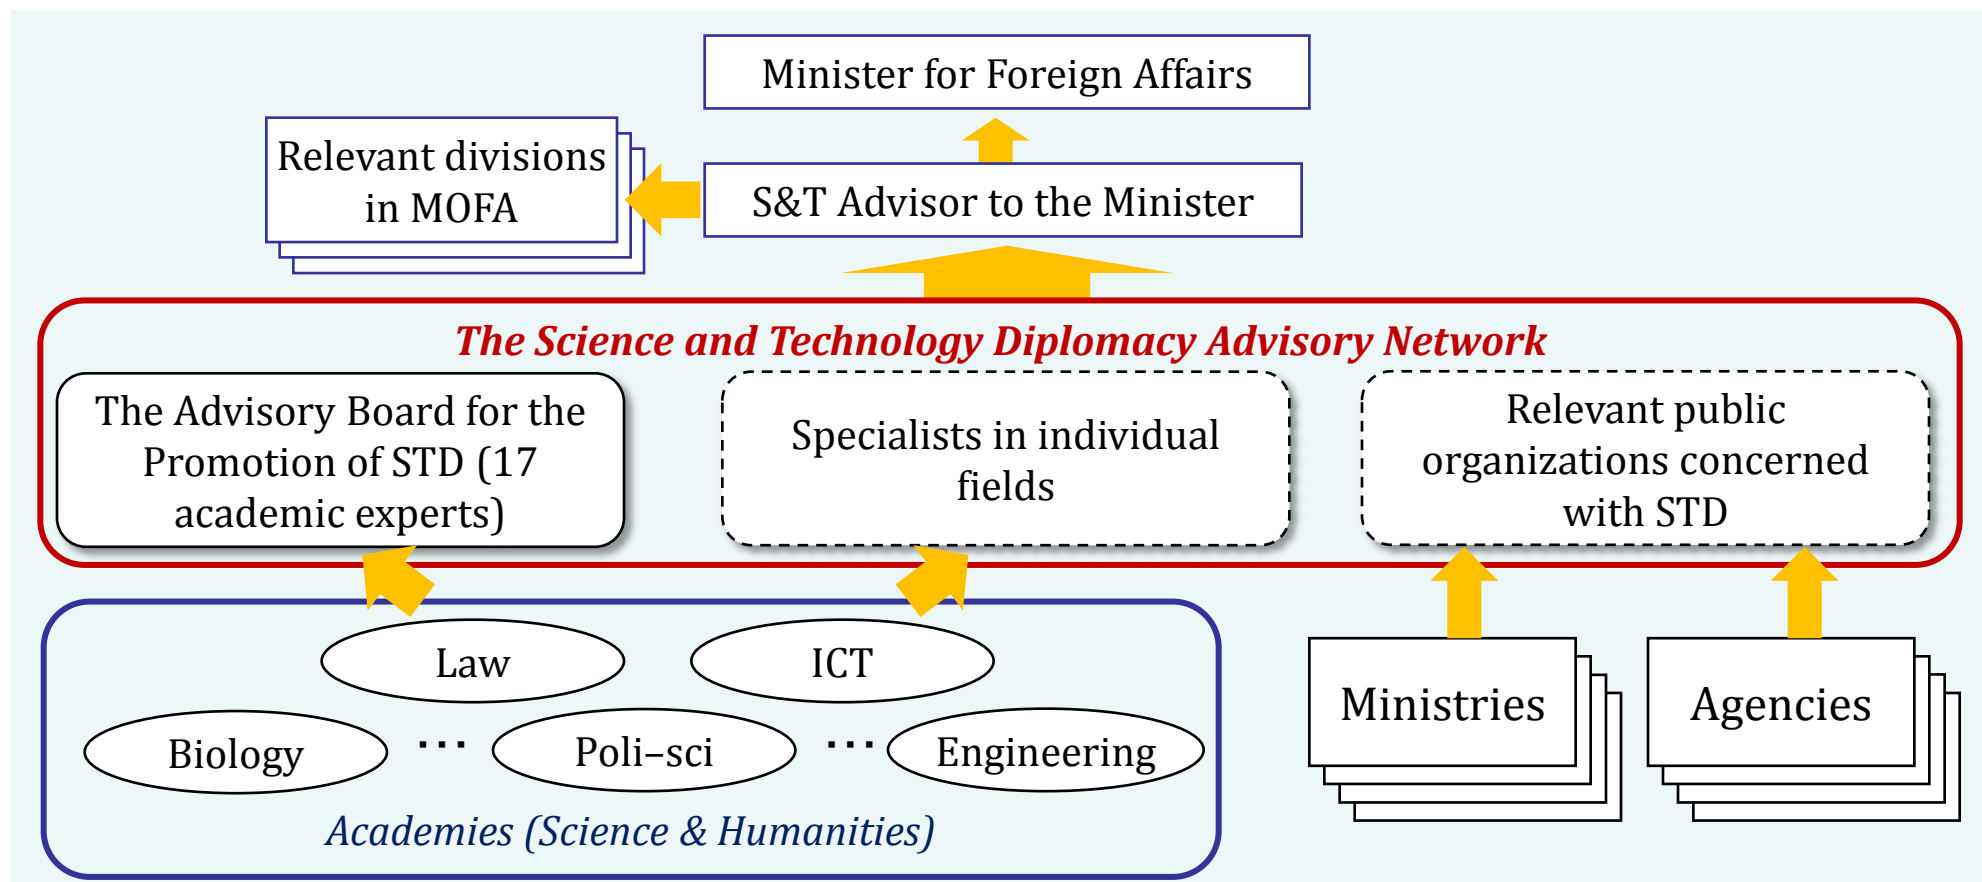 Minister for Foreign Affairs
Relevant divisions
in MOFA
S&T Advisor to the Minister
The Science and Technology Diplomacy Advisory Network
The Advisory Board for the
Promotion of STD (17
academic experts)
Specialists in individual
fields
Relevant public
organizations concerned
with STD
Law
ICT
Biology
...
Poli–sci
...
Engineering
Academies (Science & Humanities)
Ministries
Agencies